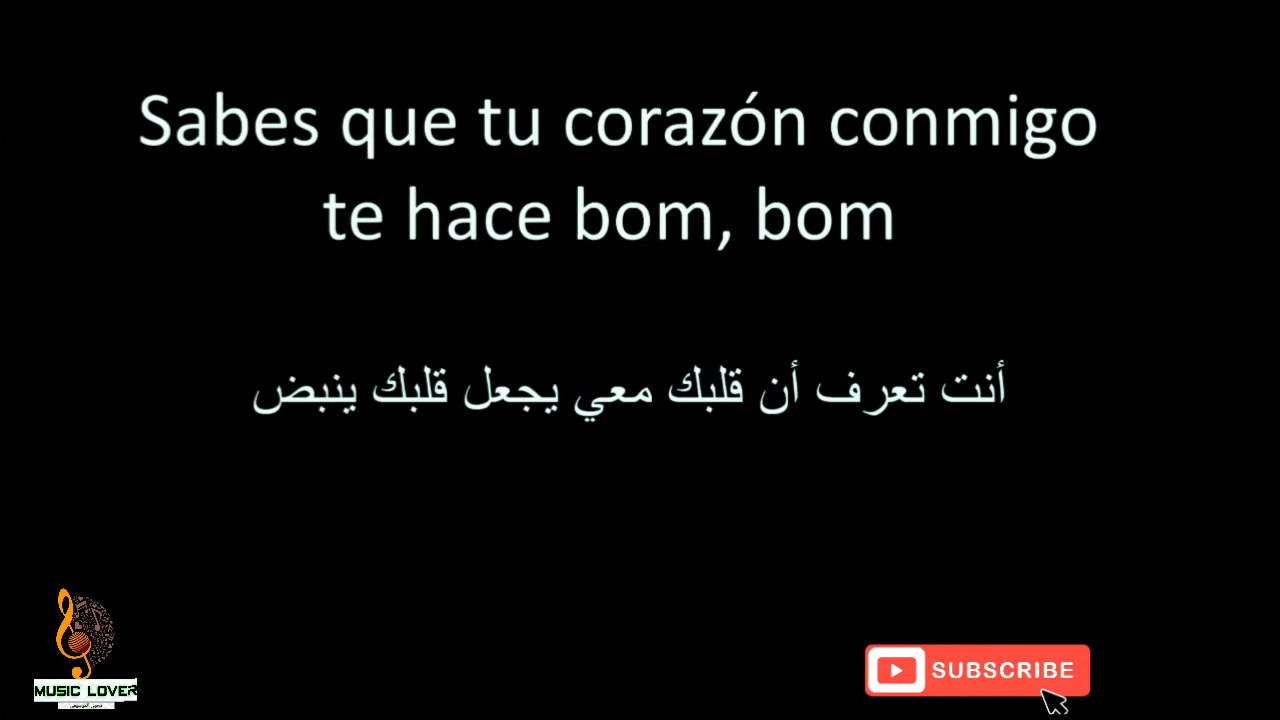 Sabes que tu corazón conmigo
te hace bom, bom
أنت تعرف أن قلبك معي يجعل قلبك ينبض
MUSIC LOVER
SUBSCRIBE